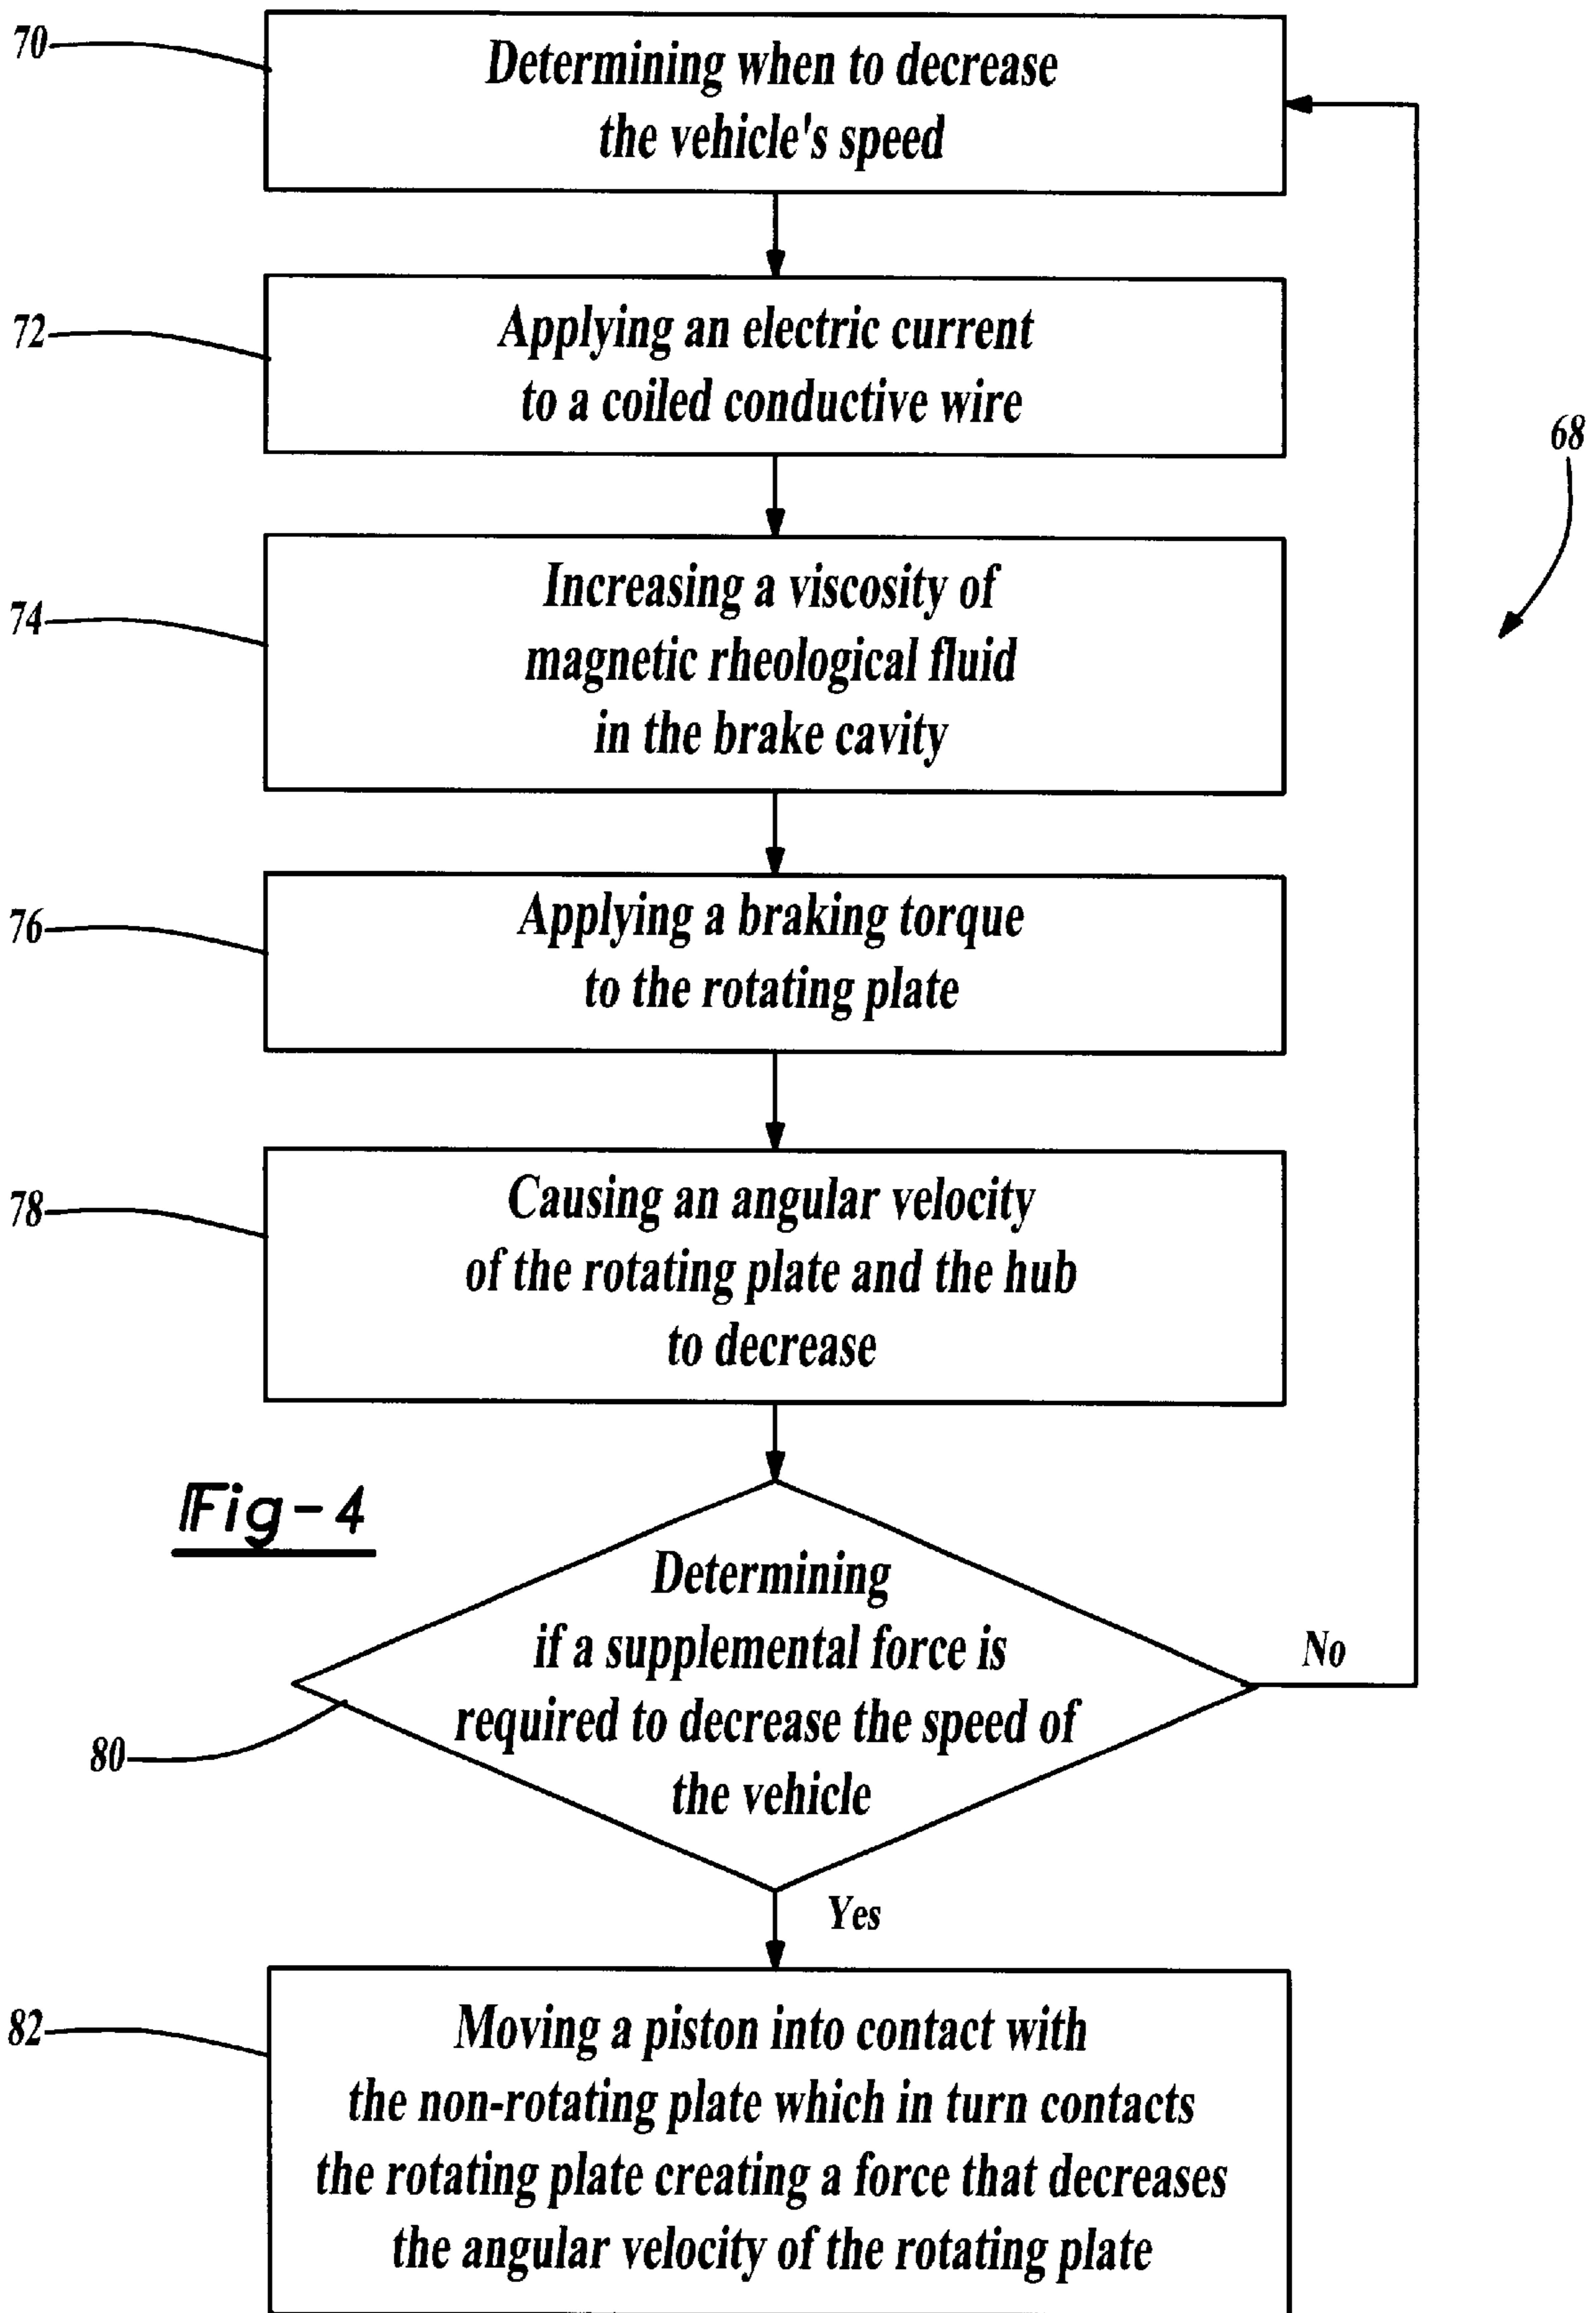 70
Determining when to decrease
the vehicle's speed
72
Applying an electric current
to a coiled conductive wire
68
74
Increasing a viscosity of
magnetic rheological fluid
in the brake cavity
76
Applying a braking torque
to the rotating plate
78
Causing an angular velocity
of the rotating plate and the hub
to decrease
Fig-4
80
Determining
if a supplemental force is
required to decrease the speed of
the vehicle
No
Yes
82
Moving a piston into contact with
the non-rotating plate which in turn contacts
the rotating plate creating a force that decreases
the angular velocity of the rotating plate